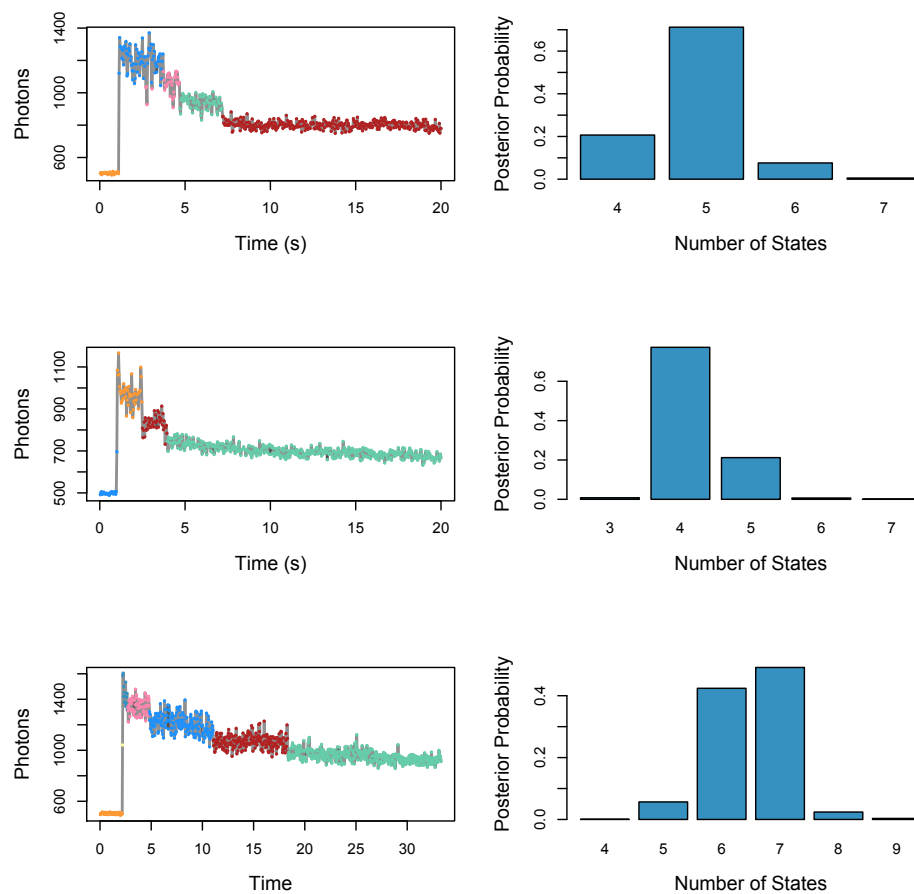 Photons
600 1000 1400
0 5 10 15 20
Time (s)
Posterior Probability
0.0 0.2 0.4 0.6
4 5 6 7
Number of States
Photons
500 700 900 1100
0 5 10 15 20
Time (s)
Posterior Probability
0.0 0.2 0.4 0.6
3 4 5 6 7
Number of States
Photons
600 1000 1400
0 5 10 15 20 25 30
Time
Posterior Probability
0.0 0.2 0.4
4 5 6 7 8 9
Number of States